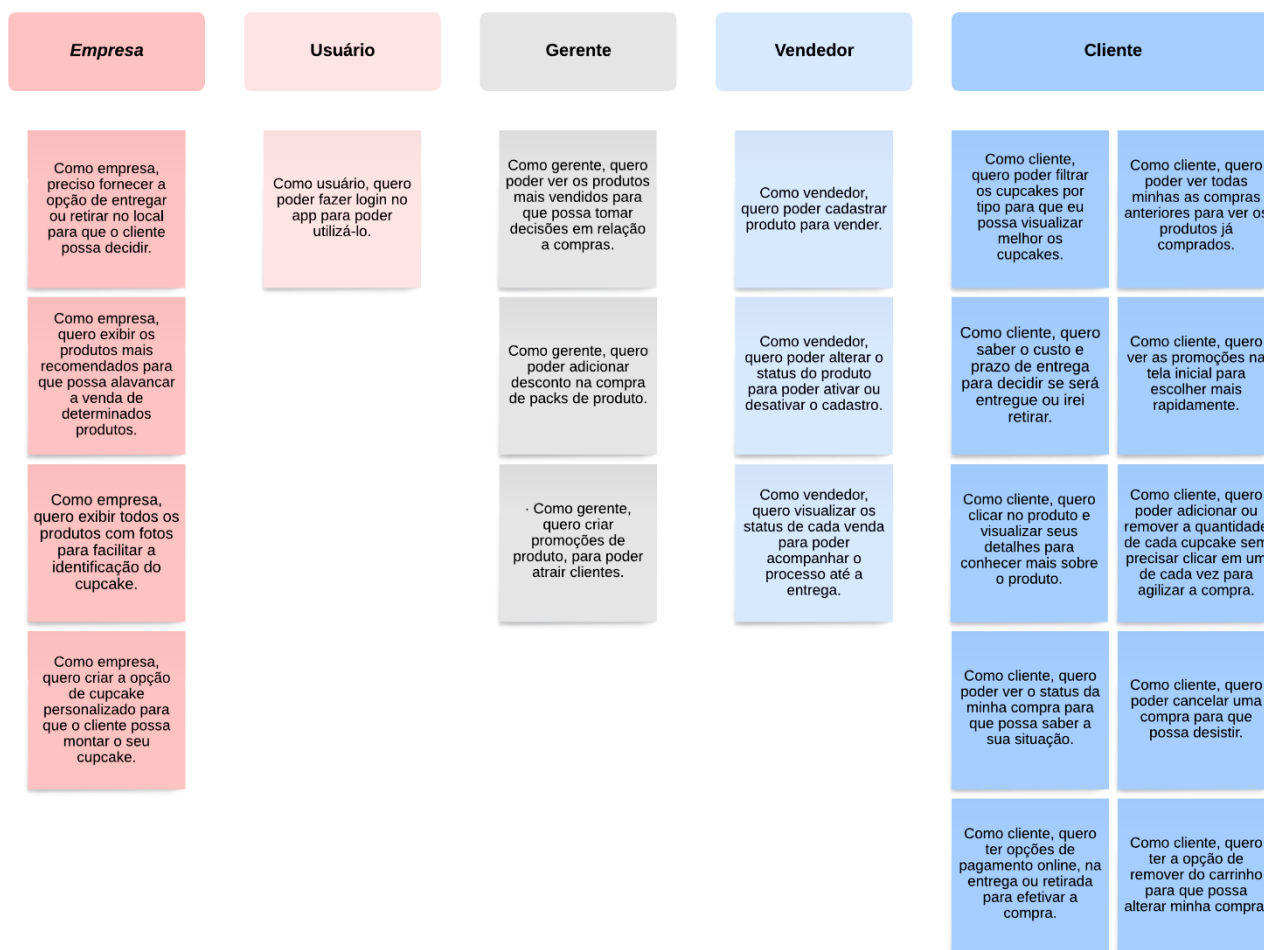 Empresa
Usuário
Gerente
Vendedor
Cliente
Como empresa,
preciso fornecer a
opção de entregar
ou retirar no local
para que o cliente
possa decidir.
Como empresa,
quero exibir os
produtos mais
recomendados para
que possa alavancar
a venda de
determinados
produtos.
Como empresa,
quero exibir todos os
produtos com fotos
para facilitar a
identificação do
cupcake.
Como empresa,
quero criar a opção
de cupcake
personalizado para
que o cliente possa
montar o seu
cupcake.
Como usuário, quero
poder fazer login no
app para poder
utilizá-lo.
Como gerente, quero
poder ver os produtos
mais vendidos para
que possa tomar
decisões em relação
a compras.
Como gerente, quero
poder adicionar
desconto na compra
de packs de produto.
· Como gerente,
quero criar
promoções de
produto, para poder
atrair clientes.
Como vendedor,
quero poder cadastrar
produto para vender.
Como vendedor,
quero poder alterar o
status do produto
para poder ativar ou
desativar o cadastro.
Como vendedor,
quero visualizar os
status de cada venda
para poder
acompanhar o
processo até a
entrega.
Como cliente,
quero poder filtrar
os cupcakes por
tipo para que eu
possa visualizar
melhor os
cupcakes.
Como cliente, quero
saber o custo e
prazo de entrega
para decidir se será
entregue ou irei
retirar.
Como cliente, quero
clicar no produto e
visualizar seus
detalhes para
conhecer mais sobre
o produto.
Como cliente, quero
poder ver o status da
minha compra para
que possa saber a
sua situação.
Como cliente, quero
ter opções de
pagamento online, na
entrega ou retirada
para efetivar a
compra.
Como cliente, quero
poder ver todas
minhas as compras
anteriores para ver os
produtos já
comprados.
Como cliente, quero
ver as promoções na
tela inicial para
escolher mais
rapidamente.
Como cliente, quero
poder adicionar ou
remover a quantidade
de cada cupcake sem
precisar clicar em um
de cada vez para
agilizar a compra.
Como cliente, quero
poder cancelar uma
compra para que
possa desistir.
Como cliente, quero
ter a opção de
remover do carrinho
para que possa
alterar minha compra